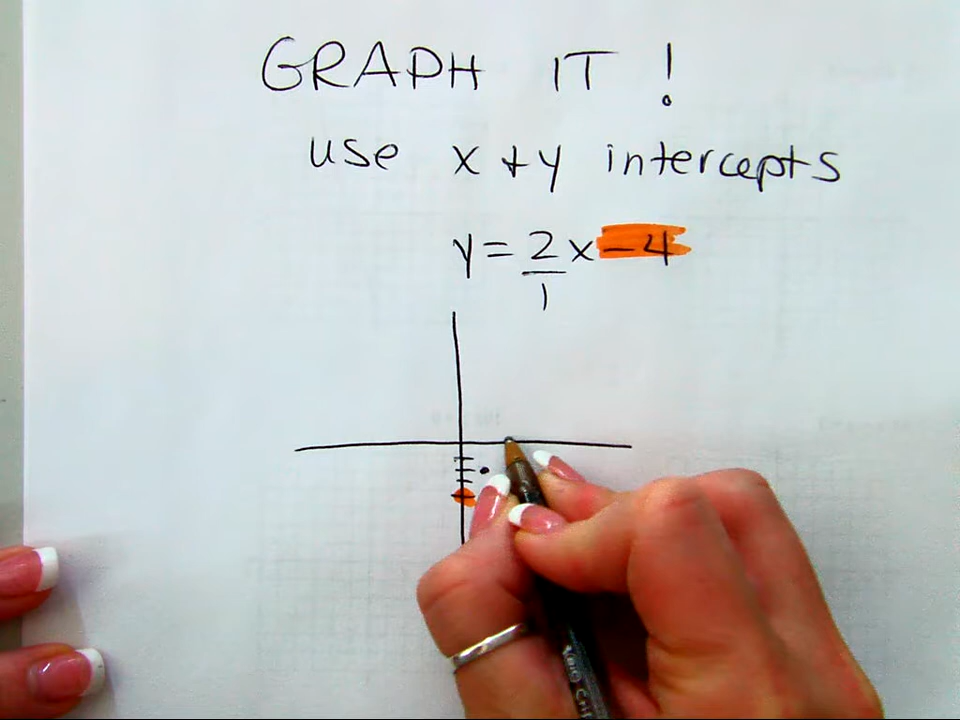 GRAPH IT !
use x + y intercepts
y = 2/1 x - 4